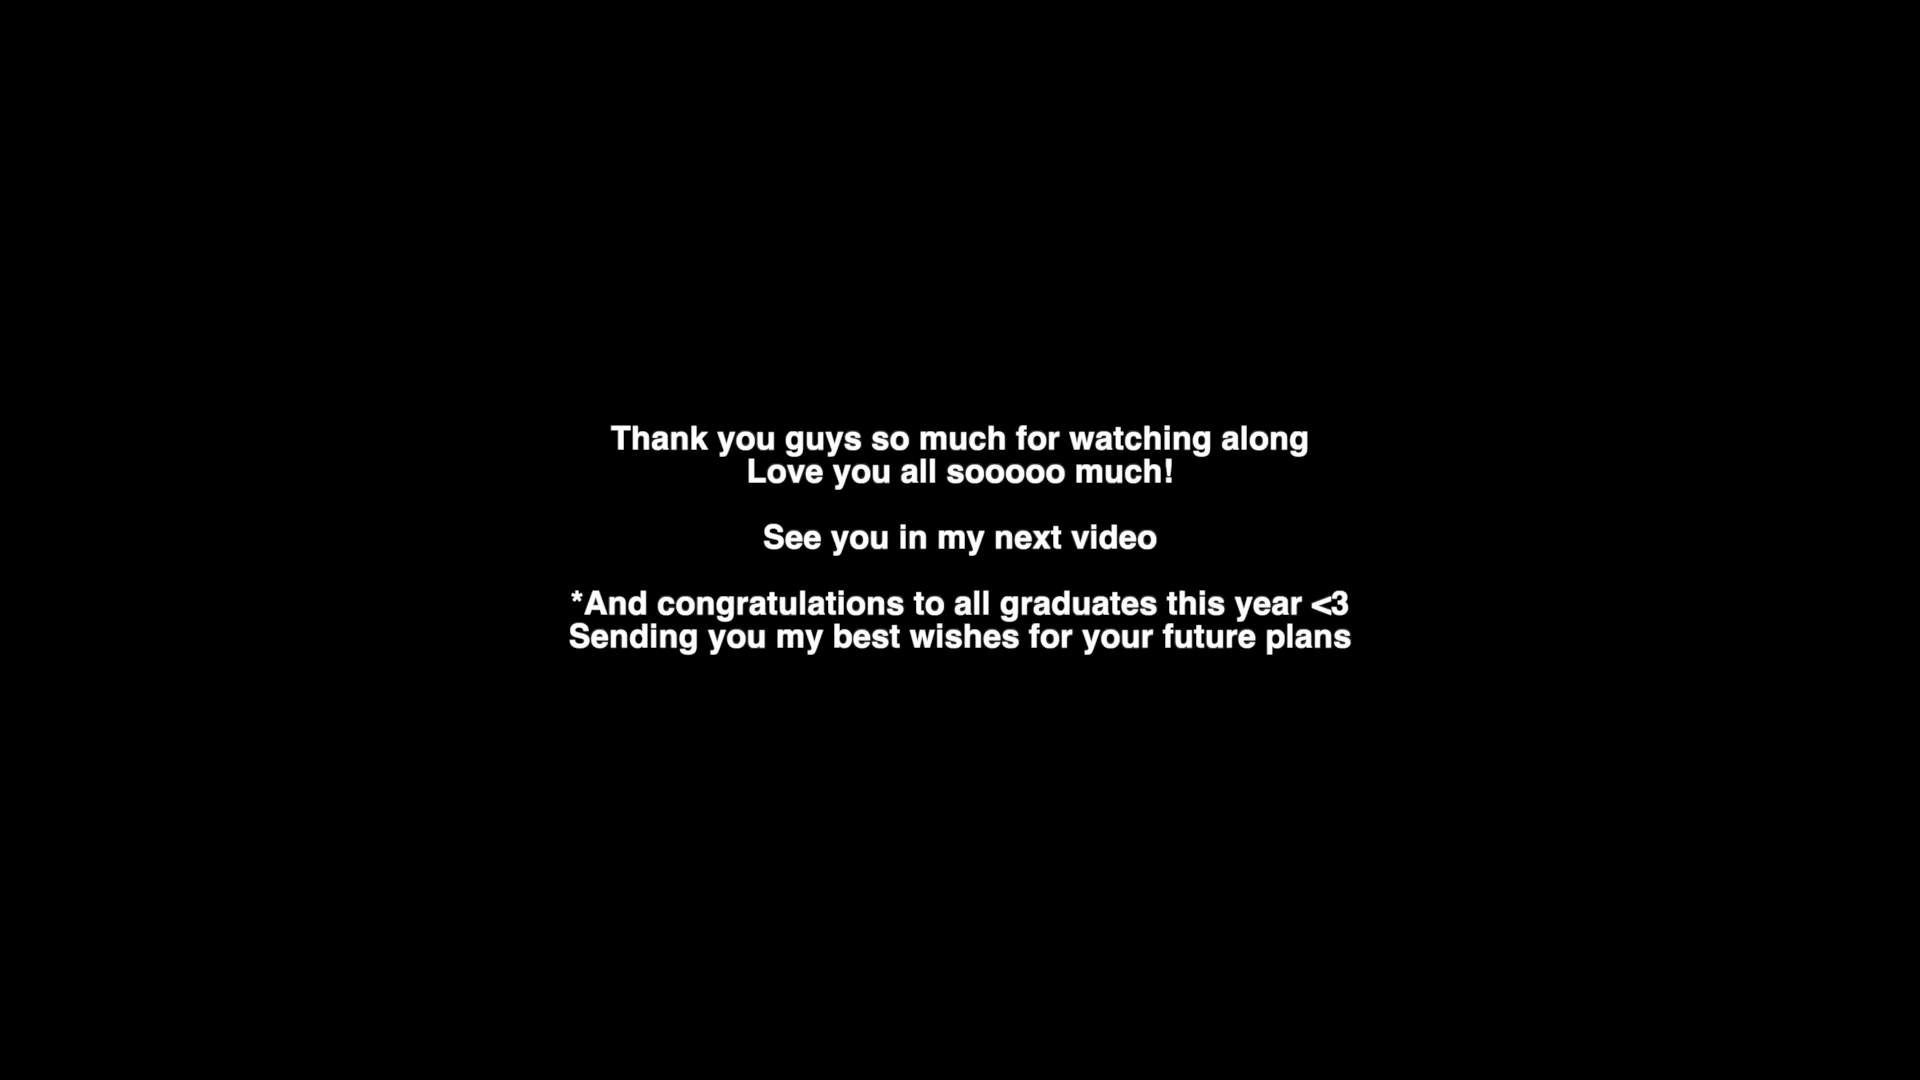 Thank you guys so much for watching along
Love you all sooooo much!
See you in my next video
*And congratulations to all graduates this year <3
Sending you my best wishes for your future plans